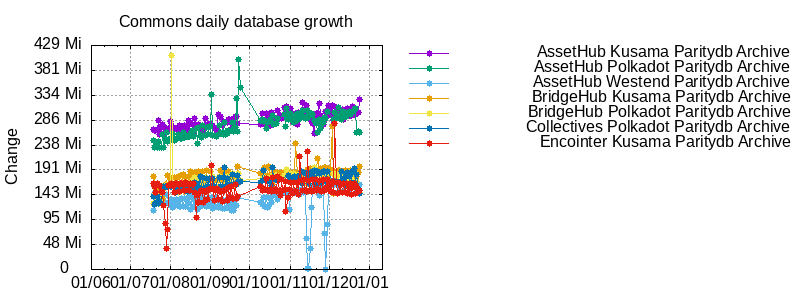 Commons daily database growth
429 Mi
381 Mi
334 Mi
286 Mi
238 Mi
191 Mi
143 Mi
95 Mi
48 Mi
0
Change
01/06 01/07 01/08 01/09 01/10 01/11 01/12 01/01
AssetHub Kusama Paritydb Archive
AssetHub Polkadot Paritydb Archive
AssetHub Westend Paritydb Archive
BridgeHub Kusama Paritydb Archive
BridgeHub Polkadot Paritydb Archive
Collectives Polkadot Paritydb Archive
Encointer Kusama Paritydb Archive